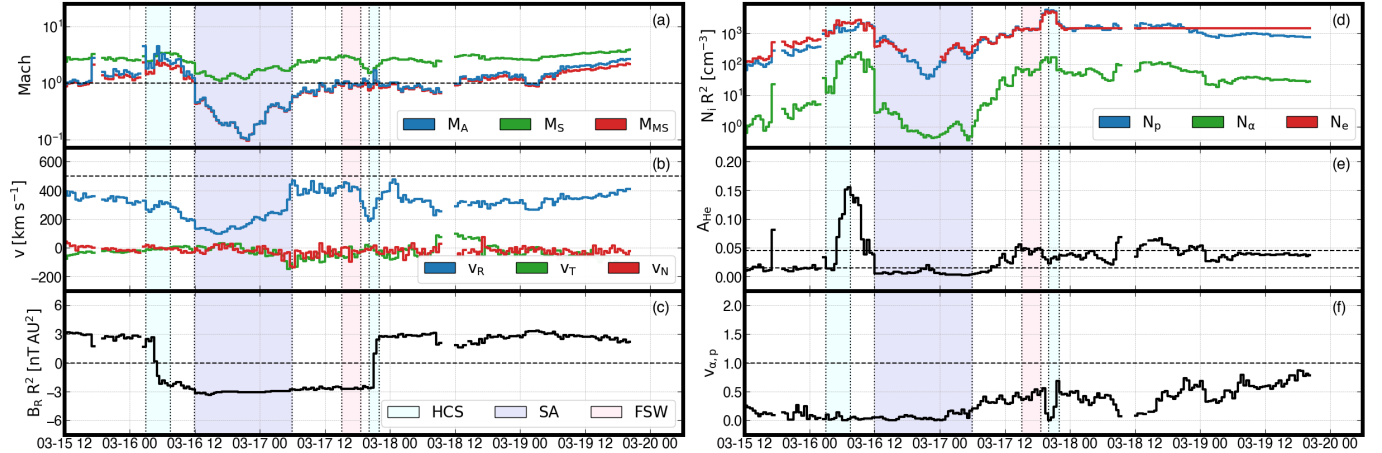 (a)
Mach
10¹
10⁰
10⁻¹
M_A M_S M_MS
(b)
v [km s⁻¹]
600
400
200
0
−200
v_R v_T v_N
(c)
B_R R² [nT AU²]
6
3
0
−3
−6
HCS SA FSW
03-15 12 03-16 00 03-16 12 03-17 00 03-17 12 03-18 00 03-18 12 03-19 00 03-19 12 03-20 00
(d)
N_i R² [cm⁻³]
10³
10²
10¹
10⁰
N_p N_α N_e
(e)
A_He
0.20
0.15
0.10
0.05
0.00
(f)
v_α,p
2.0
1.5
1.0
0.5
0.0
03-15 12 03-16 00 03-16 12 03-17 00 03-17 12 03-18 00 03-18 12 03-19 00 03-19 12 03-20 00